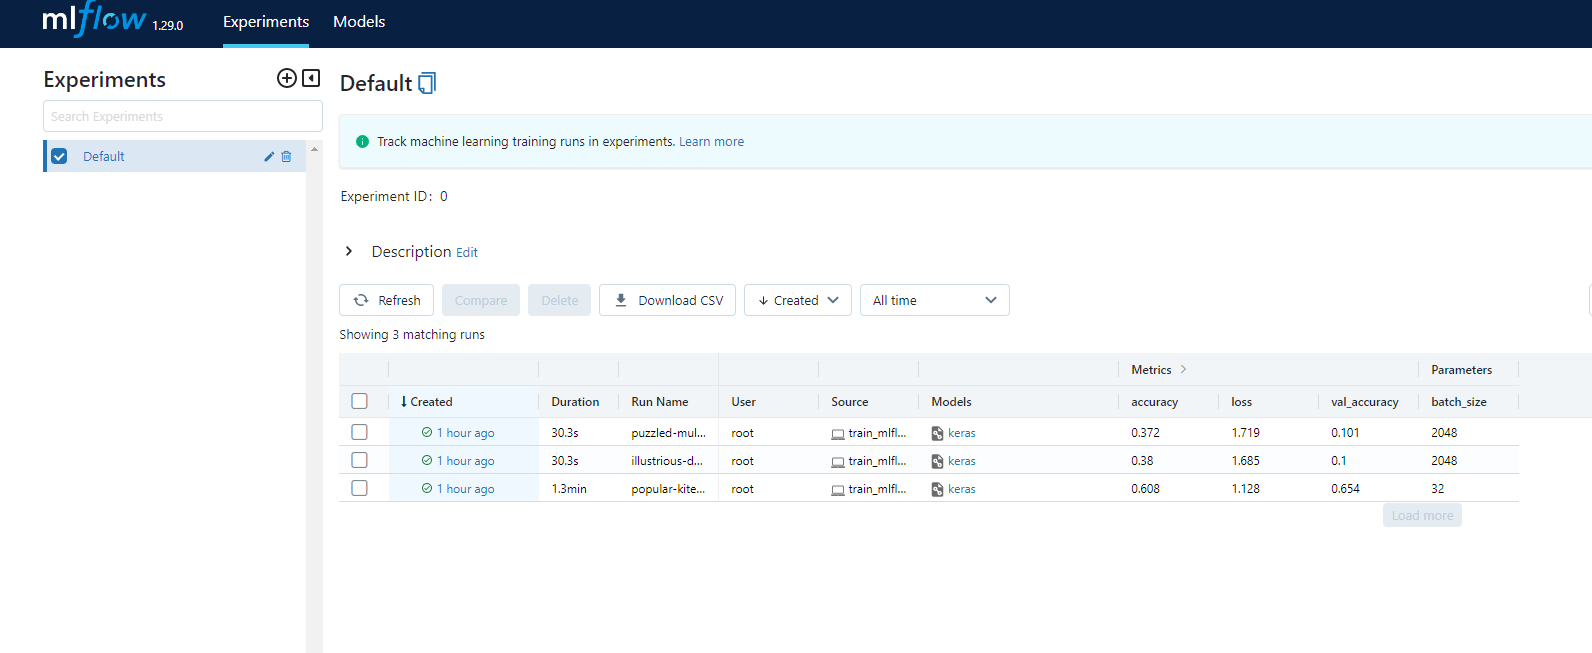 mlflow 1.29.0 Experiments Models
Experiments
Search Experiments
Default
Default
Track machine learning training runs in experiments. Learn more
Experiment ID: 0
Description Edit
Refresh Compare Delete Download CSV Created All time
Showing 3 matching runs
Metrics Parameters
Created Duration Run Name User Source Models accuracy loss val_accuracy batch_size
1 hour ago 30.3s puzzled-mul... root train_mlfl... keras 0.372 1.719 0.101 2048
1 hour ago 30.3s illustrious-d... root train_mlfl... keras 0.38 1.685 0.1 2048
1 hour ago 1.3min popular-kite... root train_mlfl... keras 0.608 1.128 0.654 32
Load more